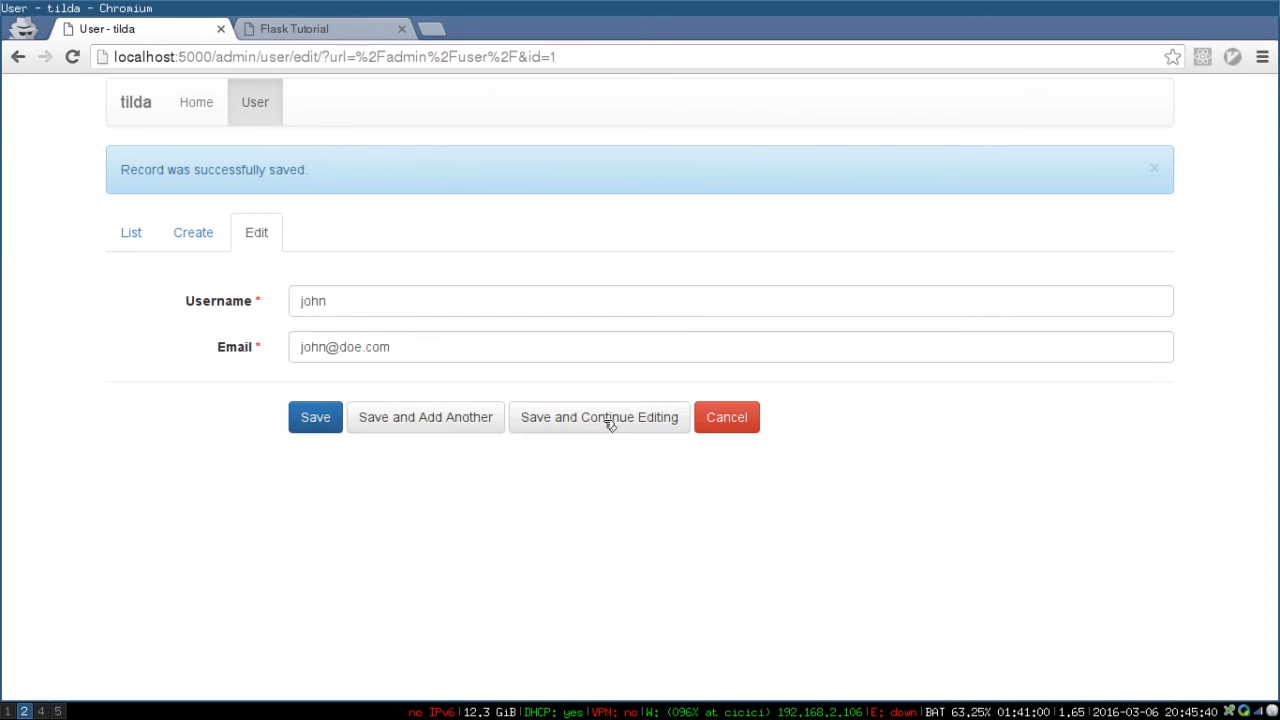 User - tilda - Chromium
User - tilda
Flask Tutorial
localhost:5000/admin/user/edit/?url=%2Fadmin%2Fuser%2F&id=1
tilda Home User
Record was successfully saved. ×
List Create Edit
Username * john
Email * john@doe.com
Save Save and Add Another Save and Continue Editing Cancel
1 2 4 5 no IPv6|12.3 GiB|DHCP: yes|VPN: no|W: (096% at cicici) 192.168.2.106|E: down|BAT 63.25% 01:41:00|1.65|2016-03-06 20:45:40